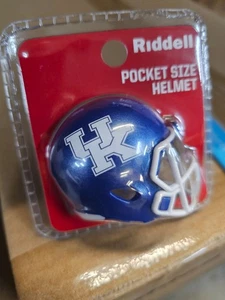 Riddell
POCKET SIZE
HELMET
UK